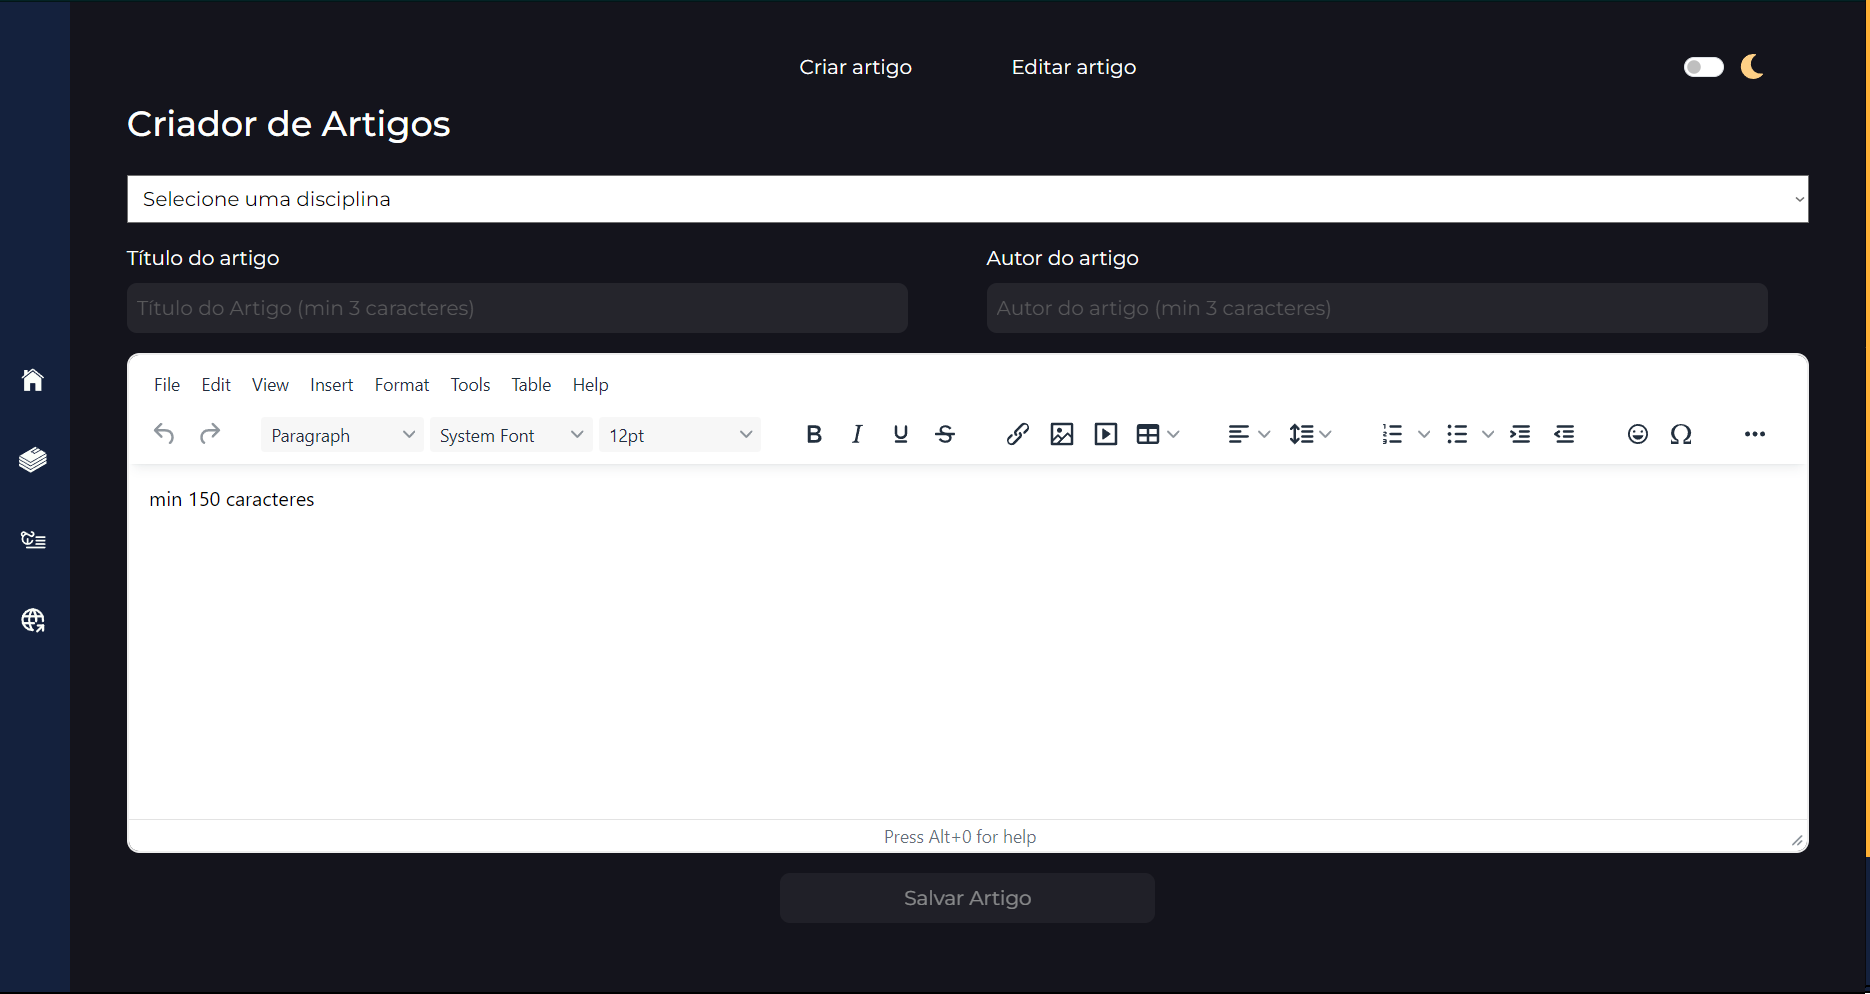 Criar artigo Editar artigo
Criador de Artigos
Selecione uma disciplina
Título do artigo Autor do artigo
Título do Artigo (min 3 caracteres) Autor do artigo (min 3 caracteres)
File Edit View Insert Format Tools Table Help
Paragraph System Font 12pt
min 150 caracteres
Press Alt+0 for help
Salvar Artigo